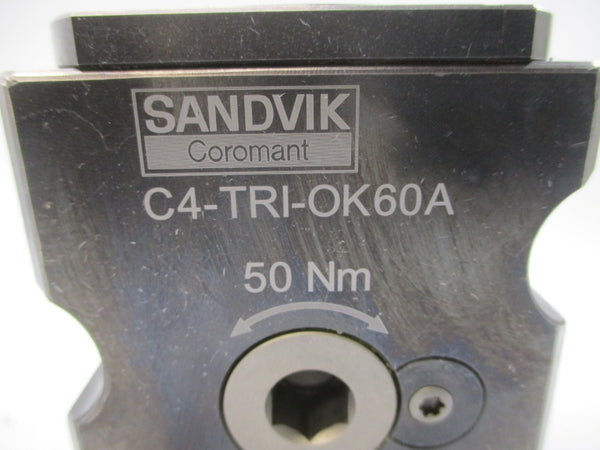 SANDVIK
Coromant
C4-TRI-OK60A
50 Nm